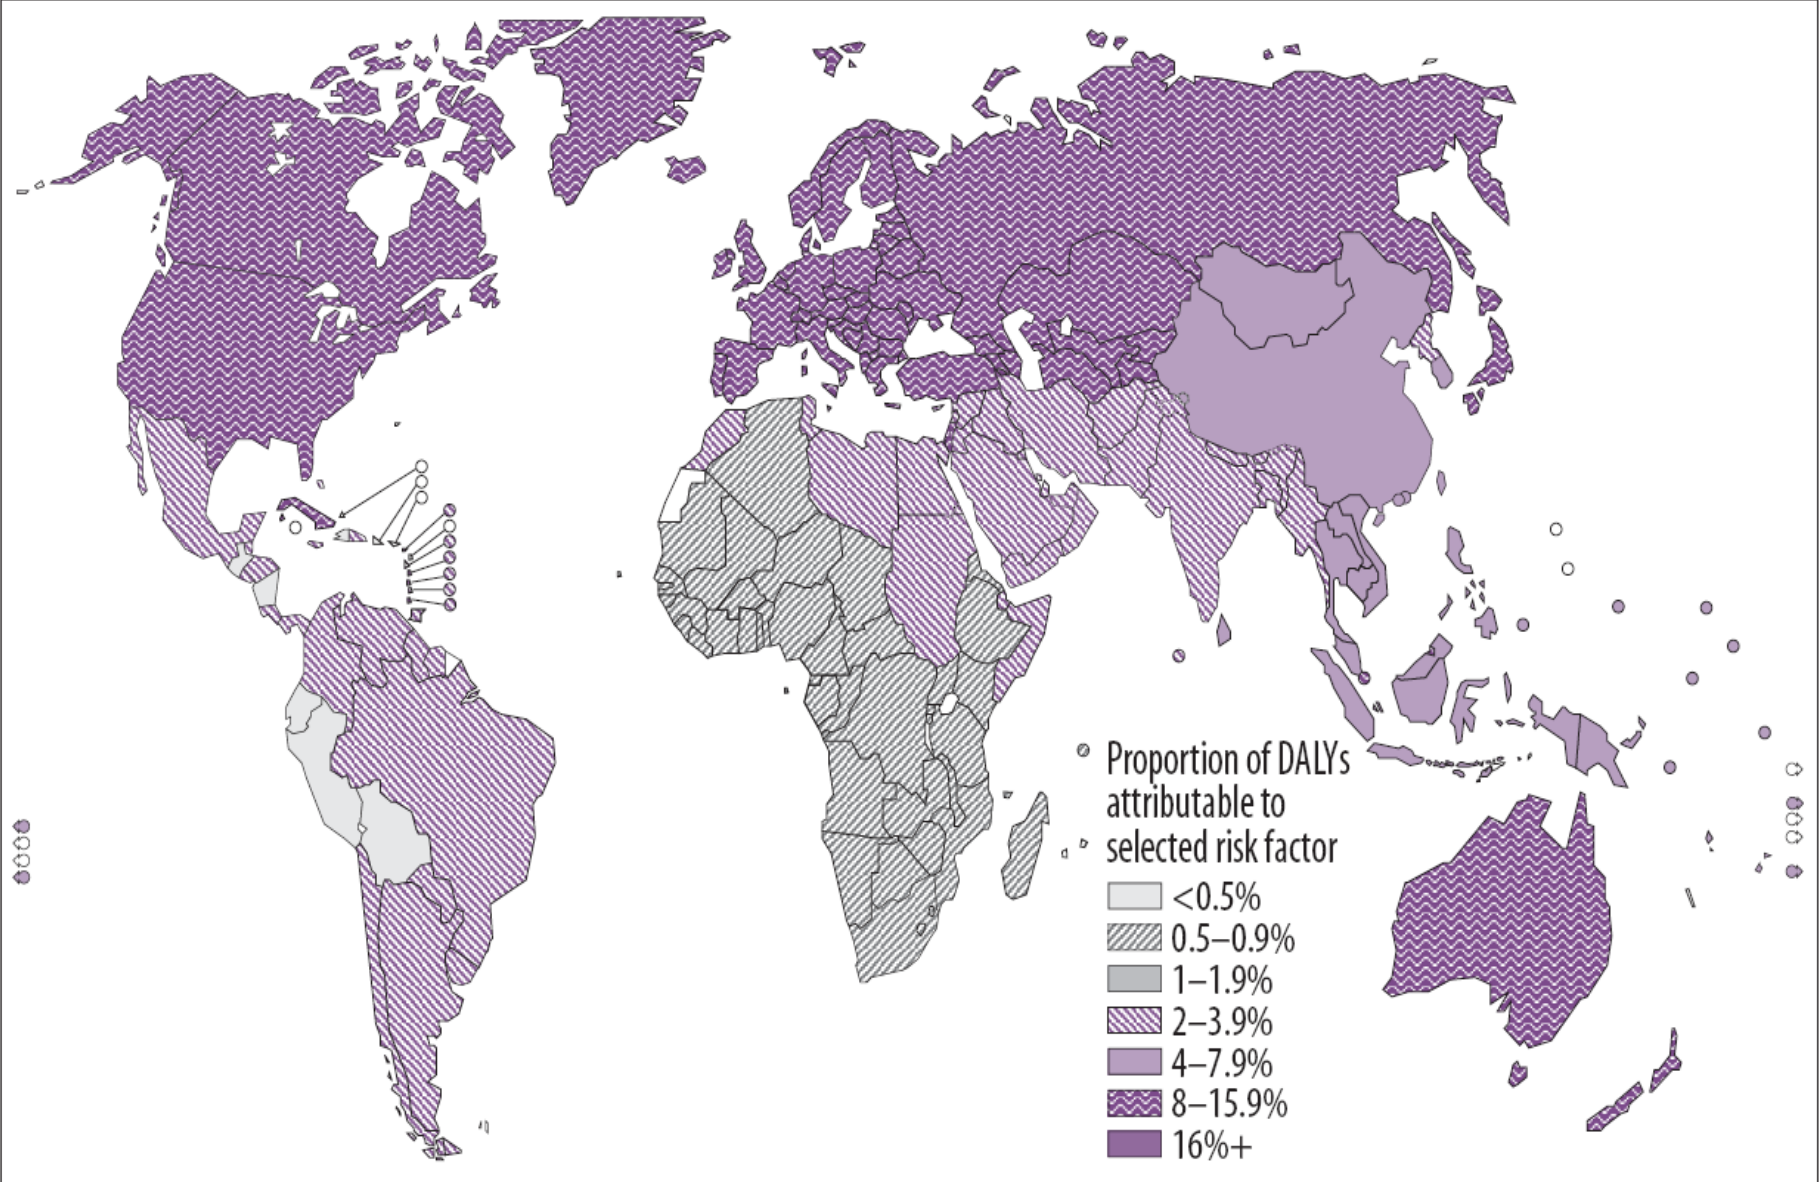 Proportion of DALYs
attributable to
selected risk factor
<0.5%
0.5–0.9%
1–1.9%
2–3.9%
4–7.9%
8–15.9%
16%+